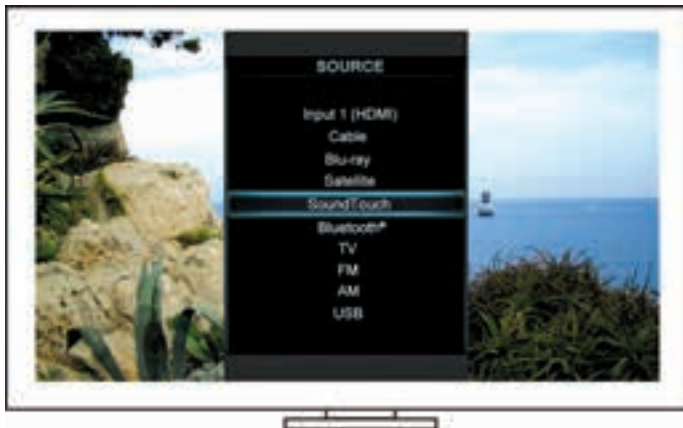 SOURCE
Input 1 (HDMI)
Cable
Blu-ray
Satellite
SoundTouch
Bluetooth®
TV
FM
AM
USB